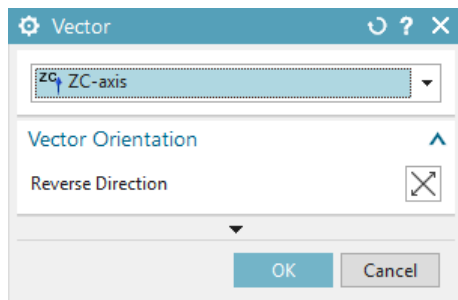 Vector
ZC ZC-axis
Vector Orientation
Reverse Direction
OK
Cancel